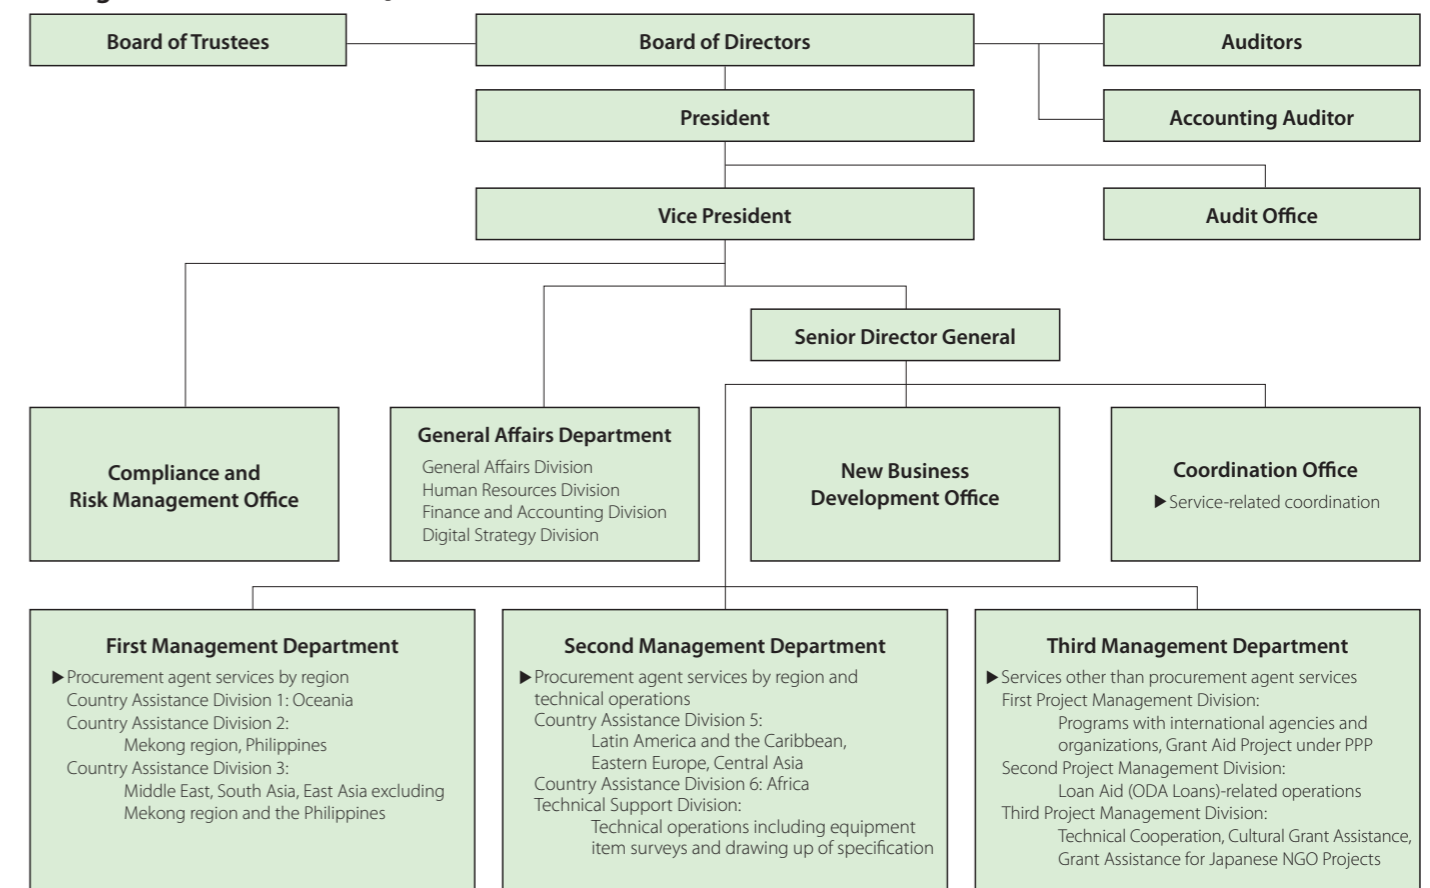 Board of Trustees
Board of Directors
Auditors
President
Accounting Auditor
Vice President
Audit Office
Senior Director General
Compliance and
Risk Management Office
General Affairs Department
General Affairs Division
Human Resources Division
Finance and Accounting Division
Digital Strategy Division
New Business
Development Office
Coordination Office
▶Service-related coordination
First Management Department
▶Procurement agent services by region
Country Assistance Division 1: Oceania
Country Assistance Division 2:
Mekong region, Philippines
Country Assistance Division 3:
Middle East, South Asia, East Asia excluding
Mekong region and the Philippines
Second Management Department
▶Procurement agent services by region and
technical operations
Country Assistance Division 5:
Latin America and the Caribbean,
Eastern Europe, Central Asia
Country Assistance Division 6: Africa
Technical Support Division:
Technical operations including equipment
item surveys and drawing up of specification
Third Management Department
▶Services other than procurement agent services
First Project Management Division:
Programs with international agencies and
organizations, Grant Aid Project under PPP
Second Project Management Division:
Loan Aid (ODA Loans)-related operations
Third Project Management Division:
Technical Cooperation, Cultural Grant Assistance,
Grant Assistance for Japanese NGO Projects